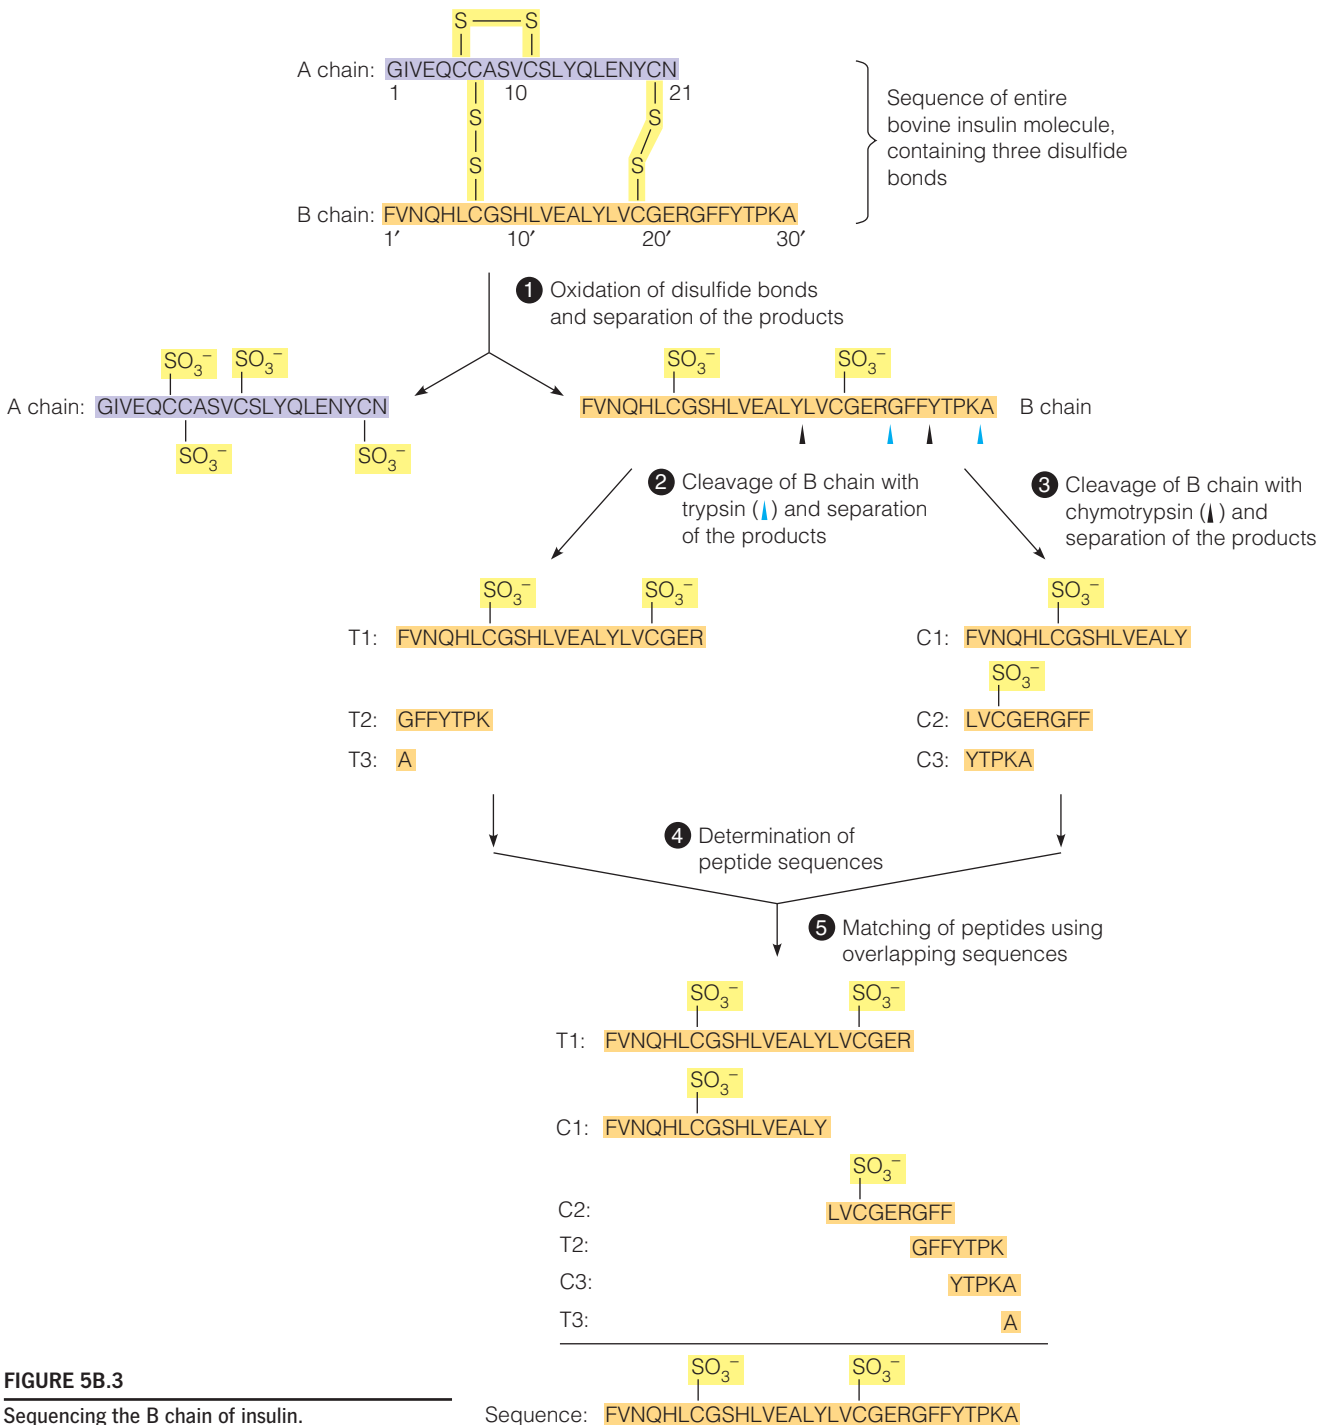 S S
A chain: GIVEQCCASVCSLYQLENYCN
1 10 21
S S
S S
B chain: FVNQHLCGSHLVEALYLVCGERGFFYTPKA
1′ 10′ 20′ 30′
Sequence of entire
bovine insulin molecule,
containing three disulfide
bonds
1 Oxidation of disulfide bonds
and separation of the products
SO₃⁻ SO₃⁻
A chain: GIVEQCCASVCSLYQLENYCN
SO₃⁻ SO₃⁻
SO₃⁻ SO₃⁻
FVNQHLCGSHLVEALYLVCGERGFFYTPKA B chain
2 Cleavage of B chain with
trypsin ( ) and separation
of the products
3 Cleavage of B chain with
chymotrypsin ( ) and
separation of the products
SO₃⁻ SO₃⁻
T1: FVNQHLCGSHLVEALYLVCGER
T2: GFFYTPK
T3: A
SO₃⁻
C1: FVNQHLCGSHLVEALY
SO₃⁻
C2: LVCGERGFF
C3: YTPKA
4 Determination of
peptide sequences
5 Matching of peptides using
overlapping sequences
SO₃⁻ SO₃⁻
T1: FVNQHLCGSHLVEALYLVCGER
SO₃⁻
C1: FVNQHLCGSHLVEALY
SO₃⁻
C2: LVCGERGFF
T2: GFFYTPK
C3: YTPKA
T3: A
SO₃⁻ SO₃⁻
Sequence: FVNQHLCGSHLVEALYLVCGERGFFYTPKA
FIGURE 5B.3
Sequencing the B chain of insulin.